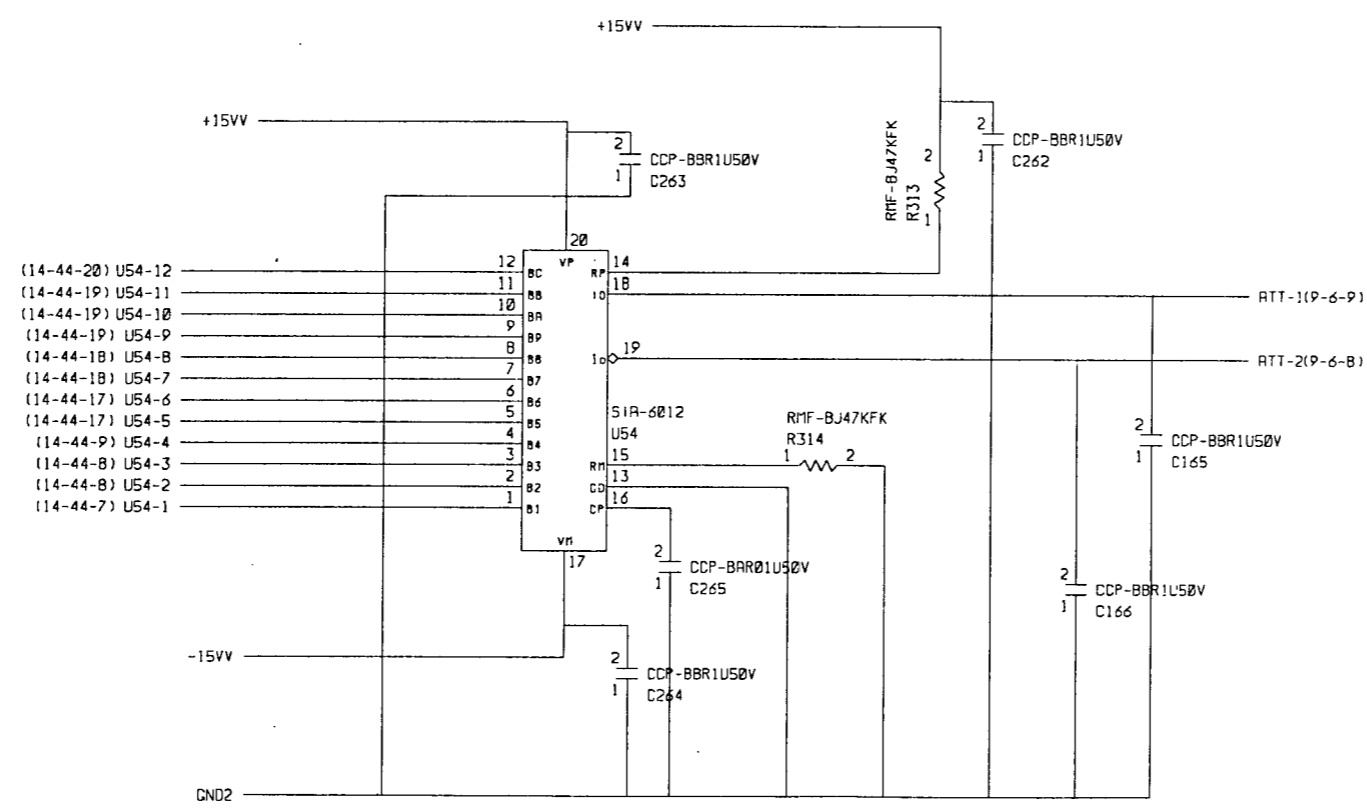 +15VV
+15VV
2
CCP-BBR1U50V
1
C263
RMF-BJ47KFK
R313
2
1
2
CCP-BBR1U50V
1
C262
20
VP
(14-44-20) U54-12 12 BC RP 14
(14-44-19) U54-11 11 BB IO 18 ATT-1(9-6-9)
(14-44-19) U54-10 10 BA
(14-44-19) U54-9 9 B9
(14-44-18) U54-8 8 B8 IO 19 ATT-2(9-6-8)
(14-44-18) U54-7 7 B7
(14-44-17) U54-6 6 B6
(14-44-17) U54-5 5 B5
(14-44-9) U54-4 4 B4
(14-44-8) U54-3 3 B3 RM 15
(14-44-8) U54-2 2 B2 GD 13
(14-44-7) U54-1 1 B1 CP 16
SIA-6012
U54
RMF-BJ47KFK
R314
1 2
2
CCP-BBR1U50V
1
C165
VM
17
2
CCP-BAR01U50V
1
C265
2
CCP-BBR1U50V
1
C166
-15VV
2
CCP-BBR1U50V
1
C264
GND2